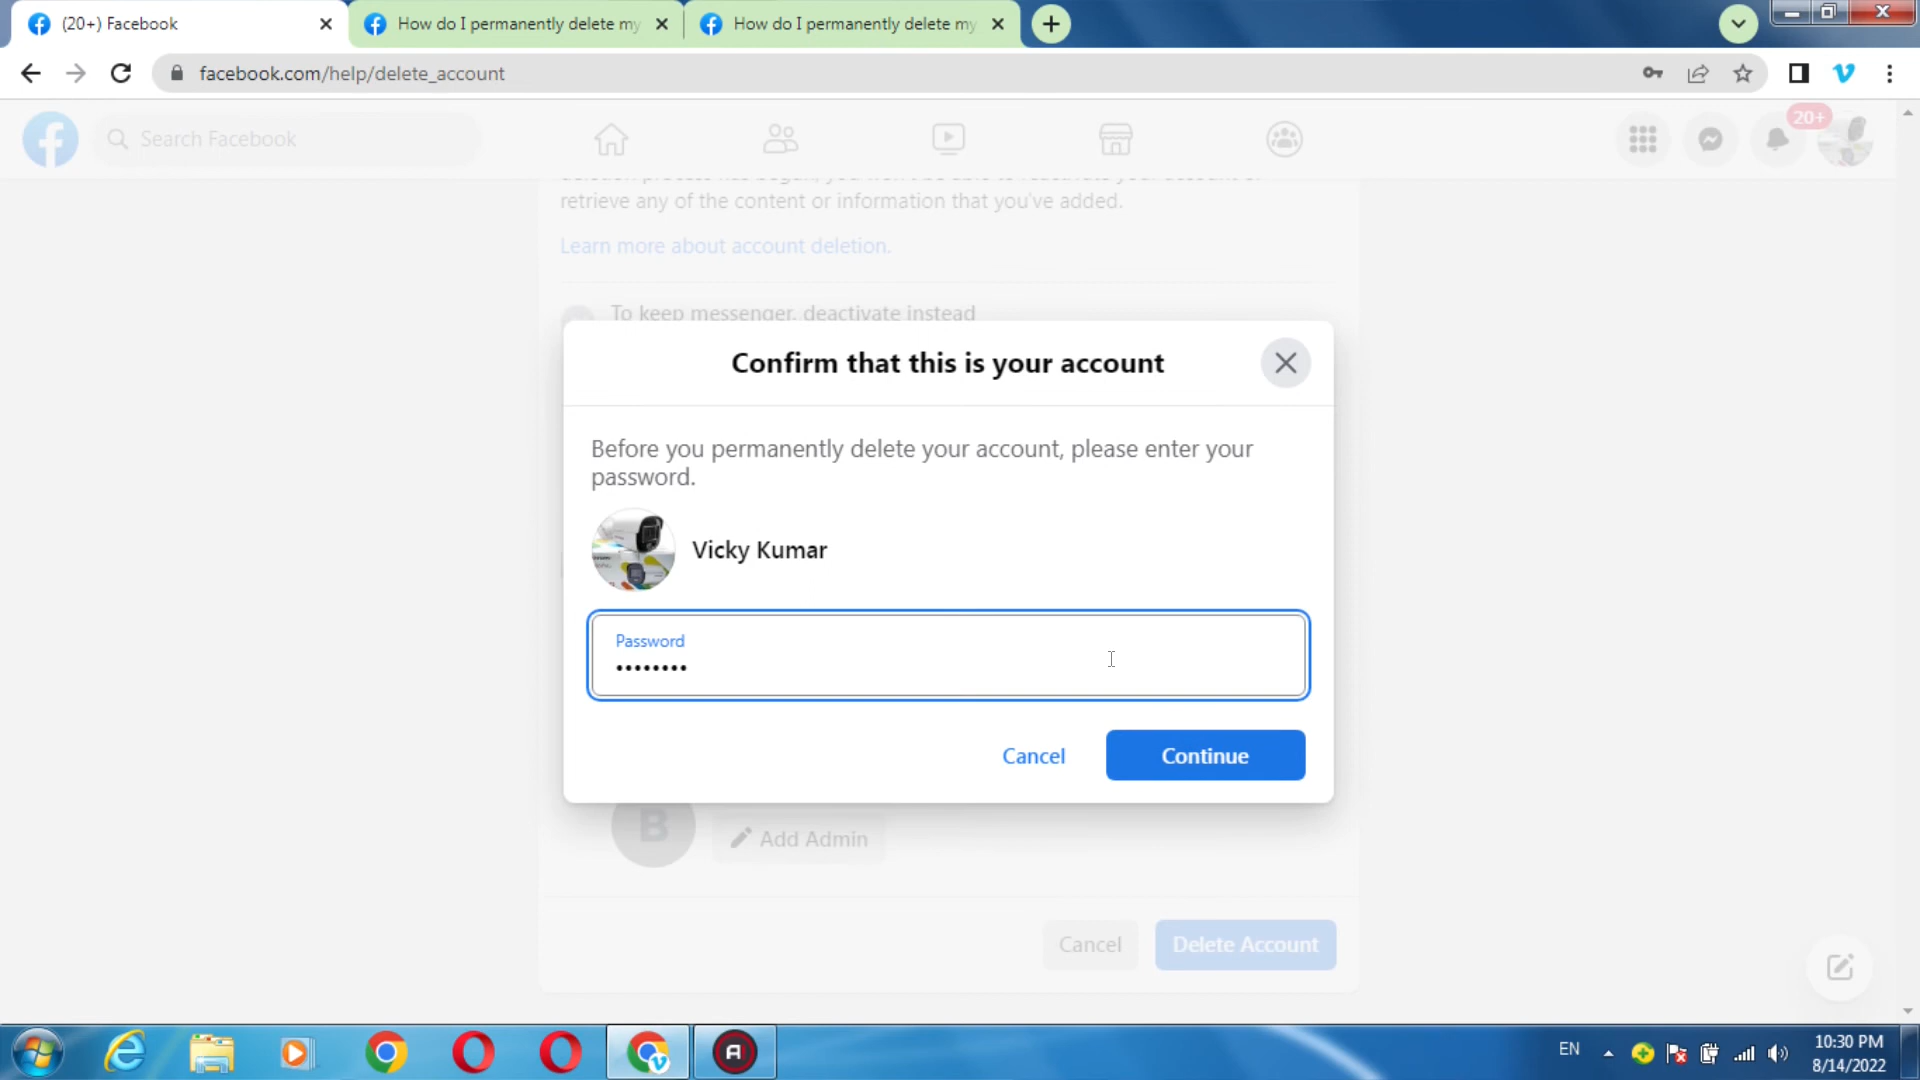 (20+) Facebook
How do I permanently delete my
How do I permanently delete my
facebook.com/help/delete_account
Search Facebook
20+
retrieve any of the content or information that you've added.
Learn more about account deletion.
To keep messenger, deactivate instead
Confirm that this is your account
Before you permanently delete your account, please enter your
password.
Vicky Kumar
Password
••••••••
Cancel
Continue
B
Add Admin
Cancel
Delete Account
EN
10:30 PM
8/14/2022